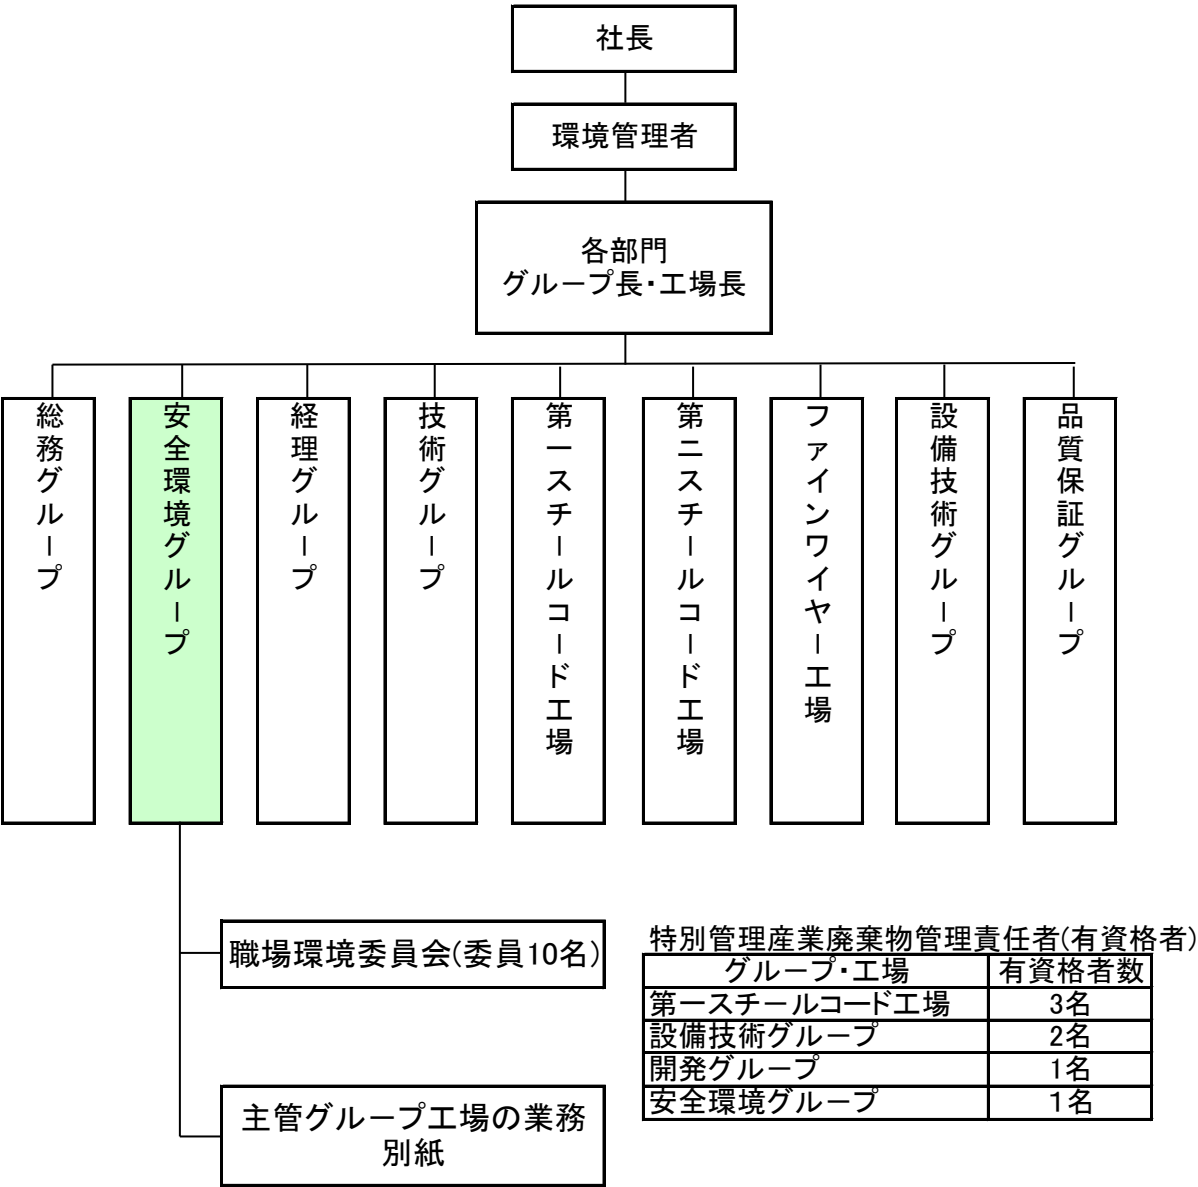 社長
環境管理者
各部門
グループ長・工場長
総務グループ
安全環境グループ
経理グループ
技術グループ
第一スチールコード工場
第二スチールコード工場
ファインワイヤー工場
設備技術グループ
品質保証グループ
職場環境委員会(委員10名)
主管グループ工場の業務
別紙
特別管理産業廃棄物管理責任者(有資格者)
グループ・工場 有資格者数
第一スチールコード工場 3名
設備技術グループ 2名
開発グループ 1名
安全環境グループ １名